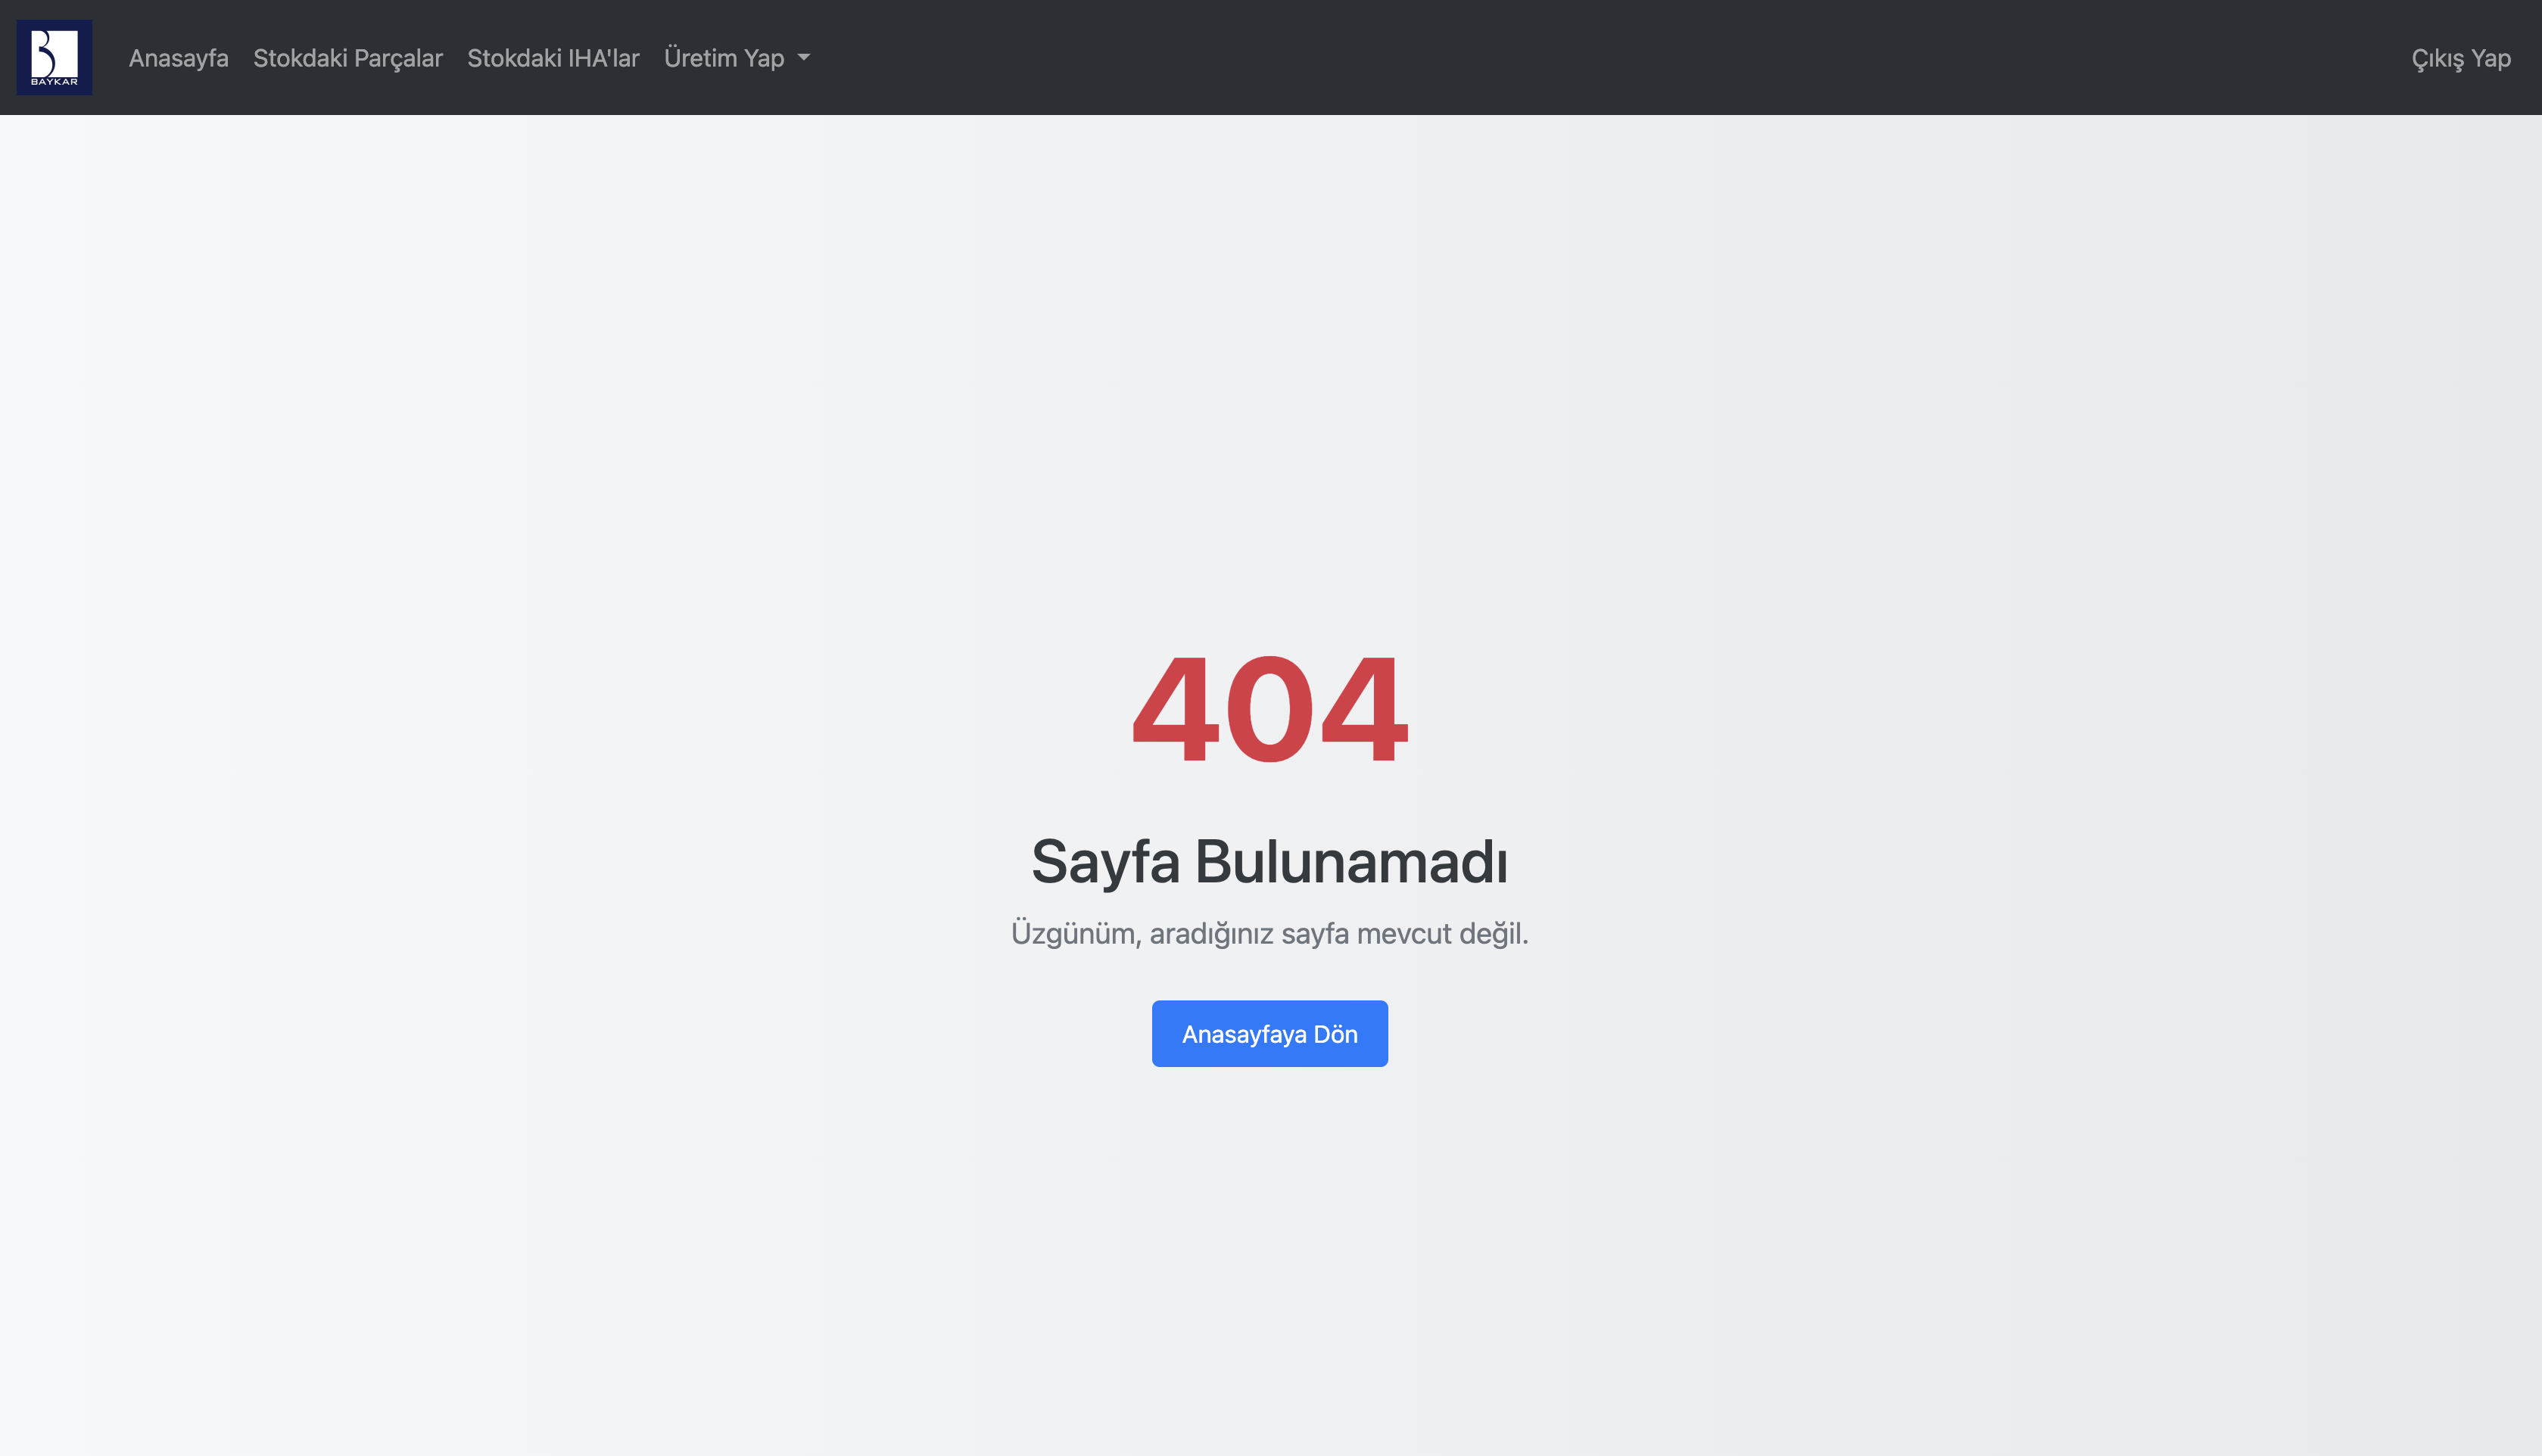 BAYKAR
Anasayfa Stokdaki Parçalar Stokdaki IHA'lar Üretim Yap Çıkış Yap
404
Sayfa Bulunamadı
Üzgünüm, aradığınız sayfa mevcut değil.
Anasayfaya Dön